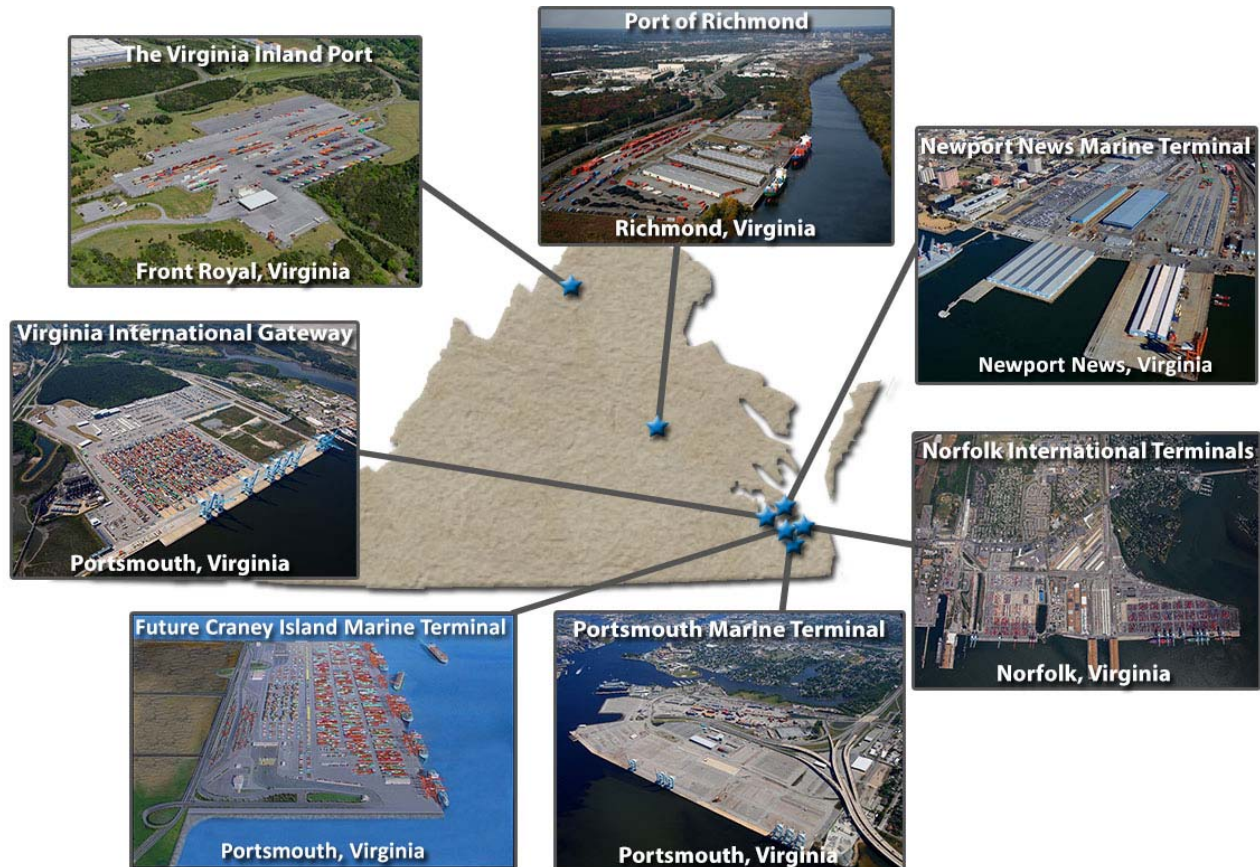 The Virginia Inland Port
Front Royal, Virginia
Port of Richmond
Richmond, Virginia
Newport News Marine Terminal
Newport News, Virginia
Virginia International Gateway
Portsmouth, Virginia
Norfolk International Terminals
Norfolk, Virginia
Future Craney Island Marine Terminal
Portsmouth, Virginia
Portsmouth Marine Terminal
Portsmouth, Virginia